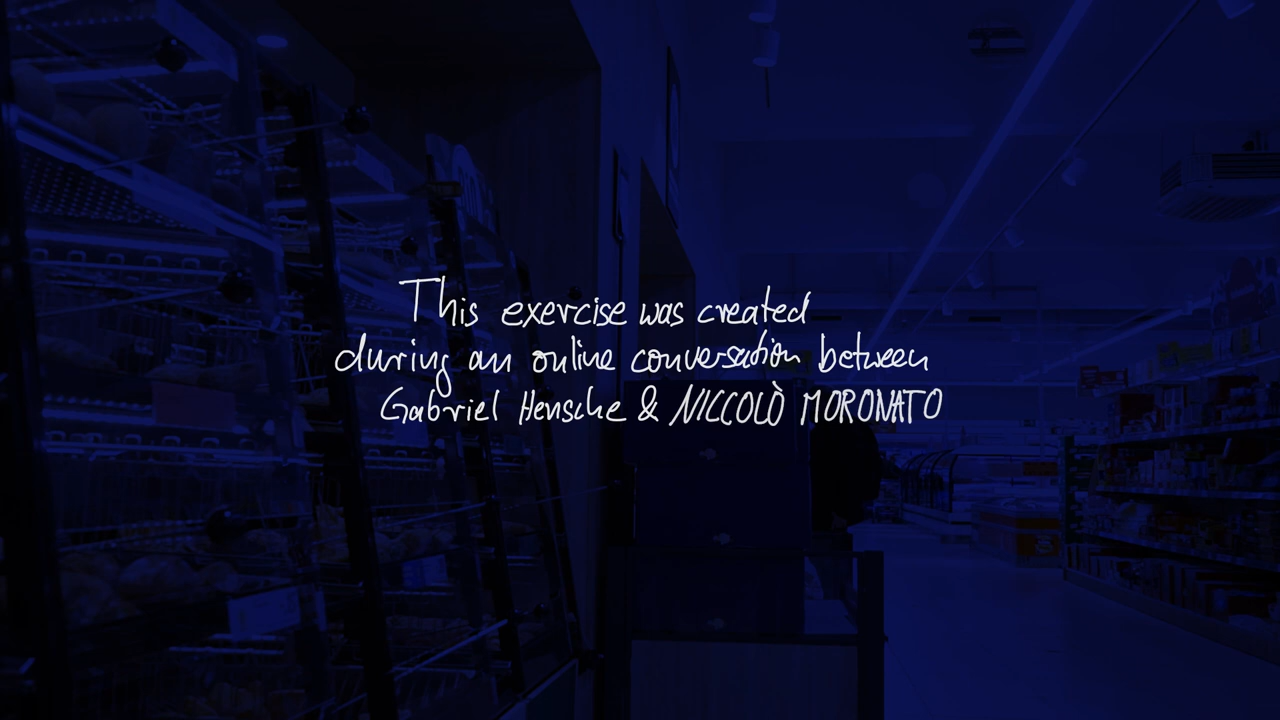 This exercise was created
during an online conversation between
Gabriel Hensche & NICCOLÒ MORONATO